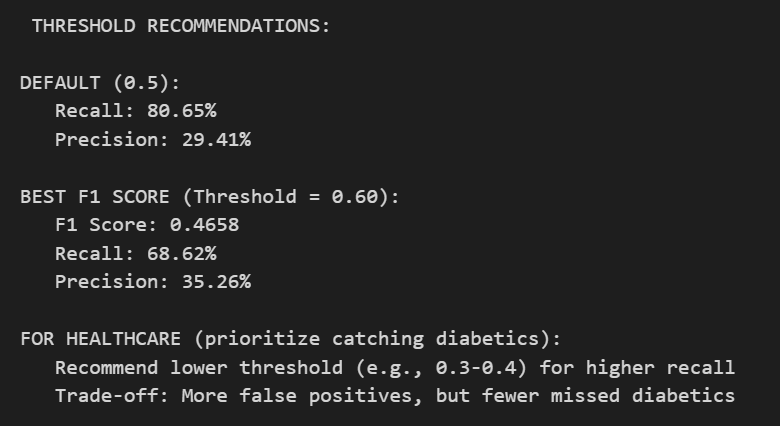 THRESHOLD RECOMMENDATIONS:
DEFAULT (0.5):
Recall: 80.65%
Precision: 29.41%
BEST F1 SCORE (Threshold = 0.60):
F1 Score: 0.4658
Recall: 68.62%
Precision: 35.26%
FOR HEALTHCARE (prioritize catching diabetics):
Recommend lower threshold (e.g., 0.3-0.4) for higher recall
Trade-off: More false positives, but fewer missed diabetics